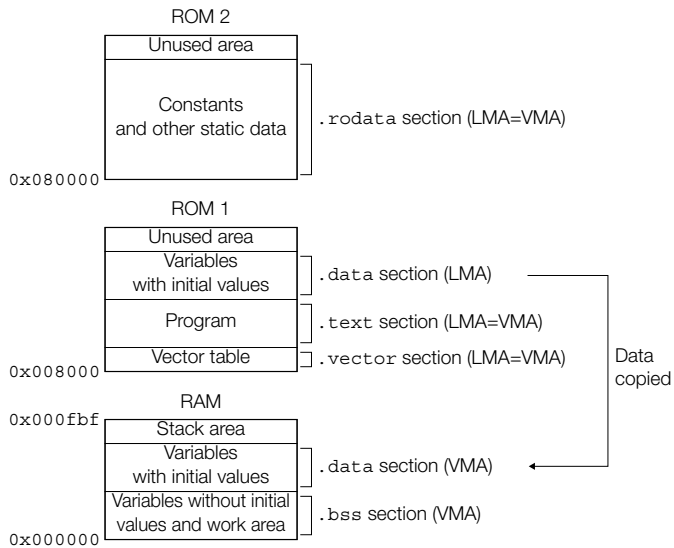 ROM 2
Unused area
Constants
and other static data
.rodata section (LMA=VMA)
0x080000
ROM 1
Unused area
Variables
with initial values
.data section (LMA)
Program
.text section (LMA=VMA)
Vector table
.vector section (LMA=VMA)
0x008000
Data
copied
RAM
0x000fbf
Stack area
Variables
with initial values
.data section (VMA)
Variables without initial
values and work area
.bss section (VMA)
0x000000